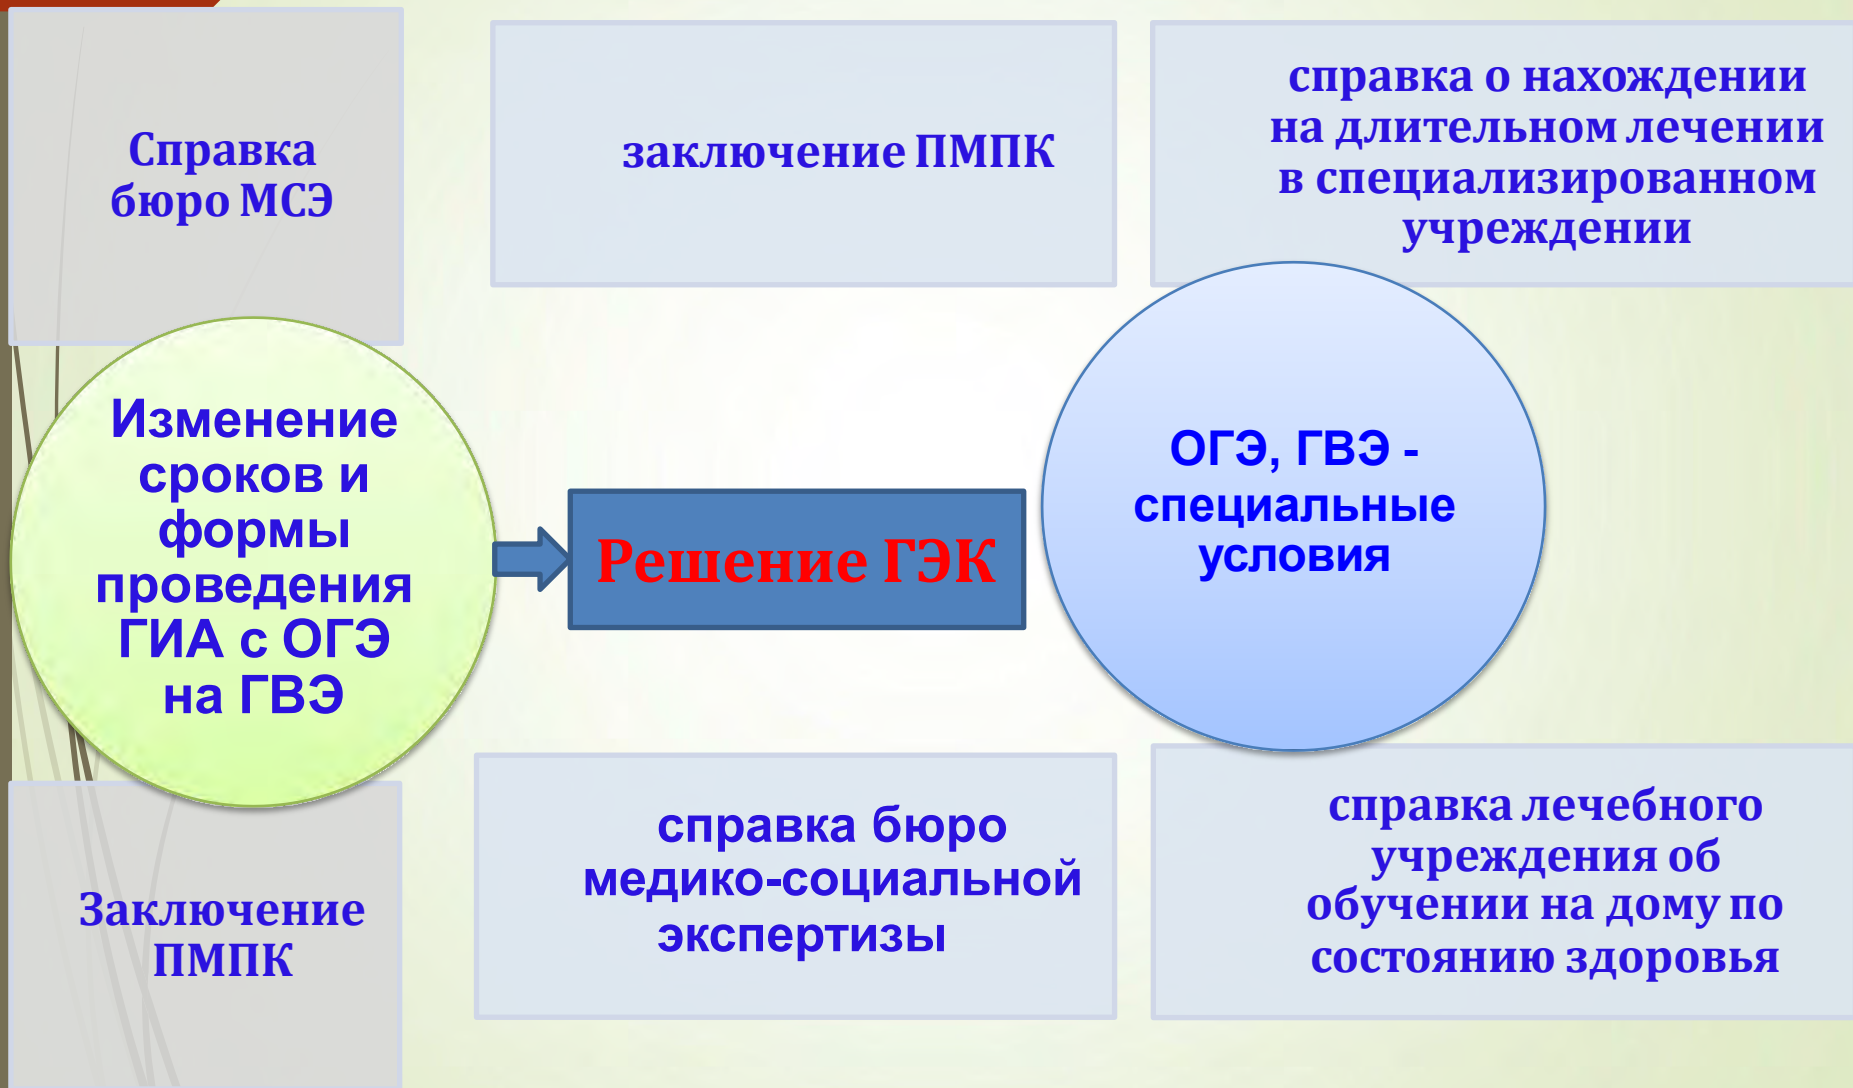 Справка
бюро МСЭ
заключение ПМПК
справка о нахождении
на длительном лечении
в специализированном
учреждении
Изменение
сроков и
формы
проведения
ГИА с ОГЭ
на ГВЭ
Решение ГЭК
ОГЭ, ГВЭ -
специальные
условия
Заключение
ПМПК
справка бюро
медико-социальной
экспертизы
справка лечебного
учреждения об
обучении на дому по
состоянию здоровья